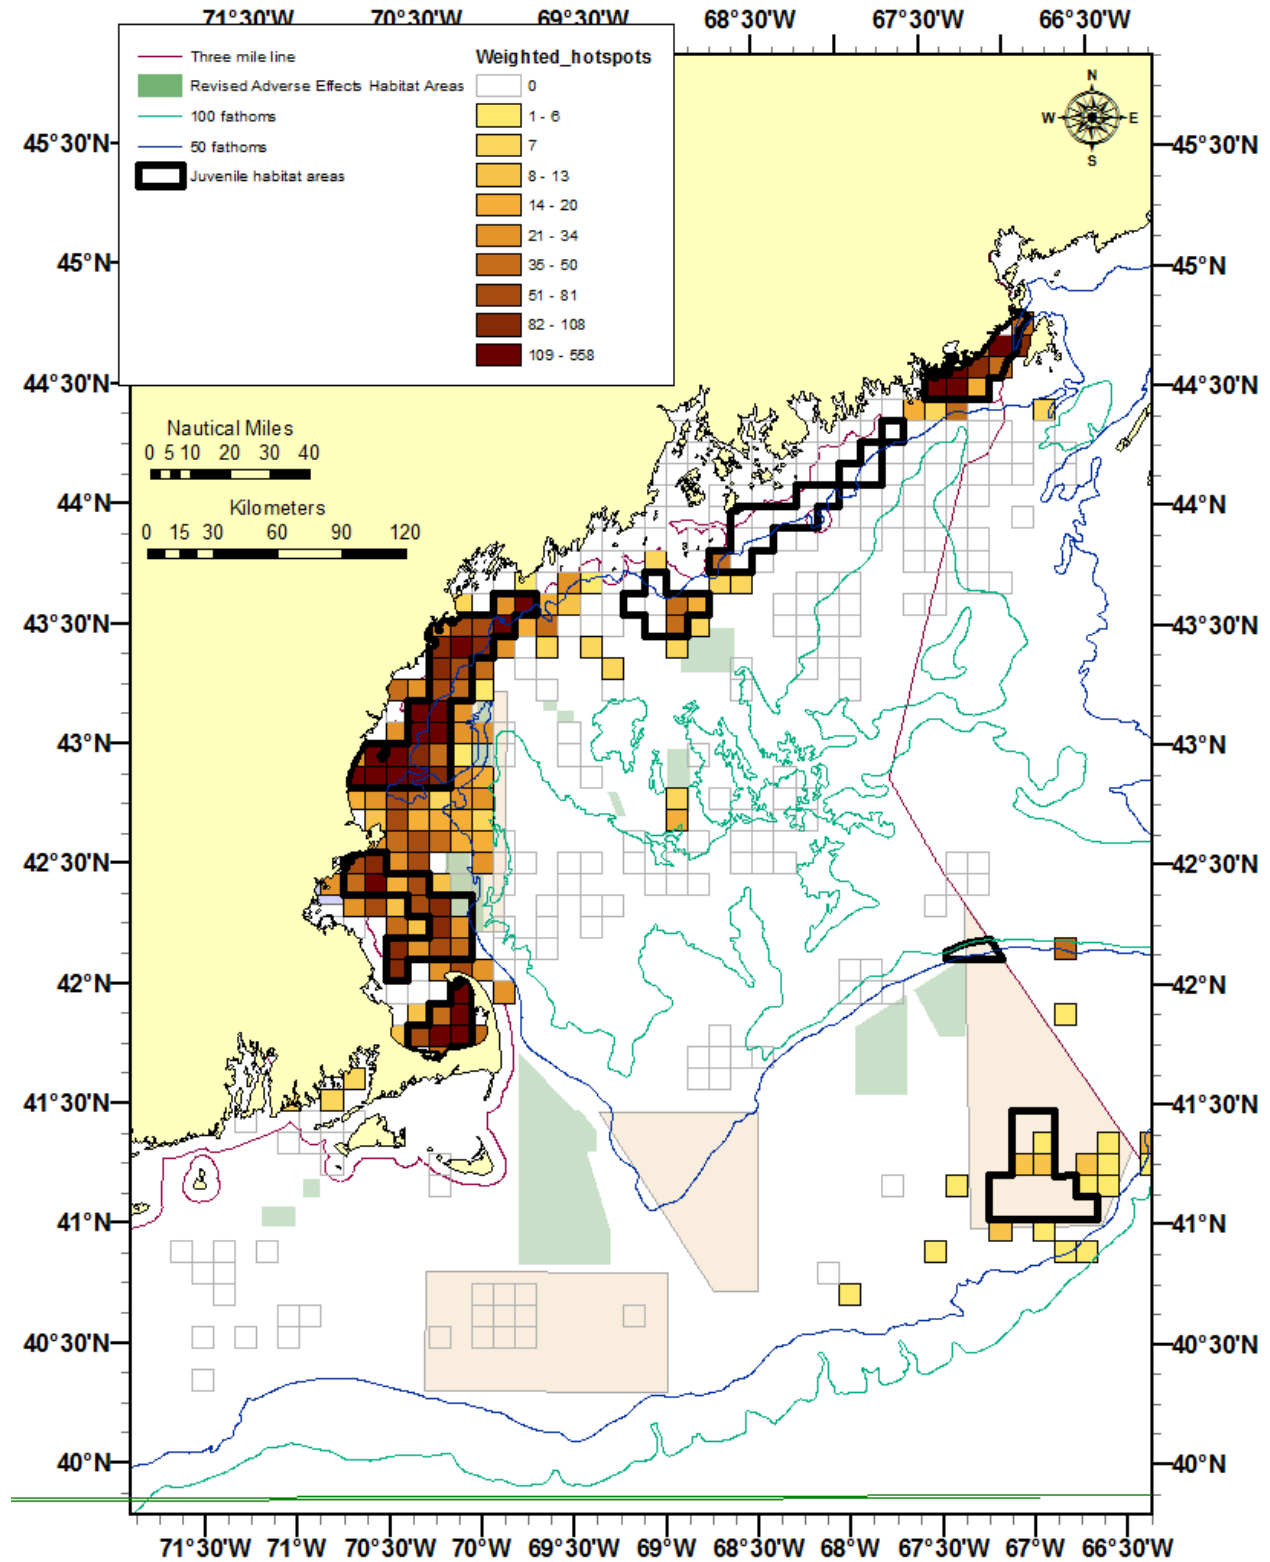 71°30'W 70°30'W 69°30'W 68°30'W 67°30'W 66°30'W
Three mile line
Revised Adverse Effects Habitat Areas
100 fathoms
50 fathoms
Juvenile habitat areas
Weighted_hotspots
0
1 - 6
7
8 - 13
14 - 20
21 - 34
35 - 50
51 - 81
82 - 108
109 - 558
N
W E
S
45°30'N 45°30'N
45°N 45°N
44°30'N 44°30'N
Nautical Miles
0 5 10 20 30 40
Kilometers
0 15 30 60 90 120
44°N 44°N
43°30'N 43°30'N
43°N 43°N
42°30'N 42°30'N
42°N 42°N
41°30'N 41°30'N
41°N 41°N
40°30'N 40°30'N
40°N 40°N
71°30'W 71°W 70°30'W 70°W 69°30'W 69°W 68°30'W 68°W 67°30'W 67°W 66°30'W